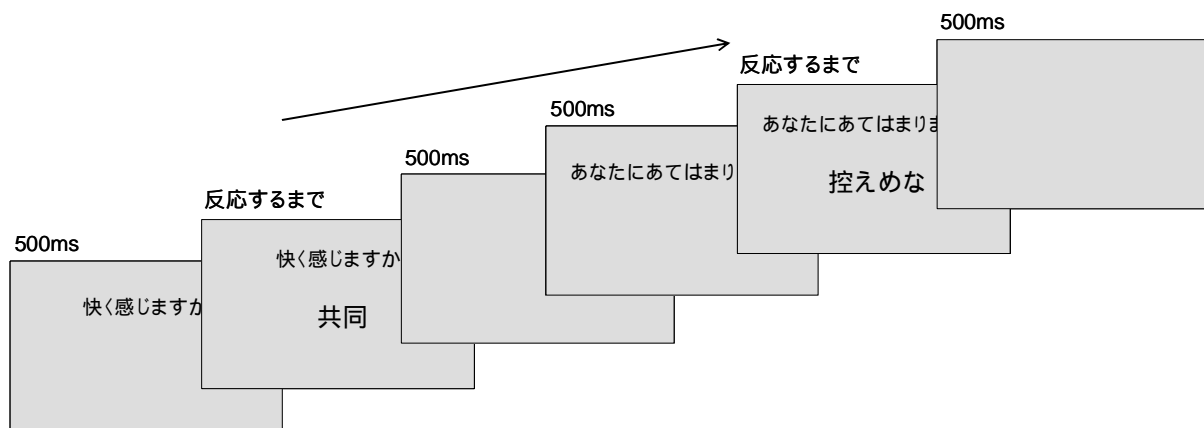 500ms
快く感じますか
反応するまで
快く感じますか
共同
500ms
500ms
あなたにあてはまり
反応するまで
あなたにあてはまりま
控えめな
500ms